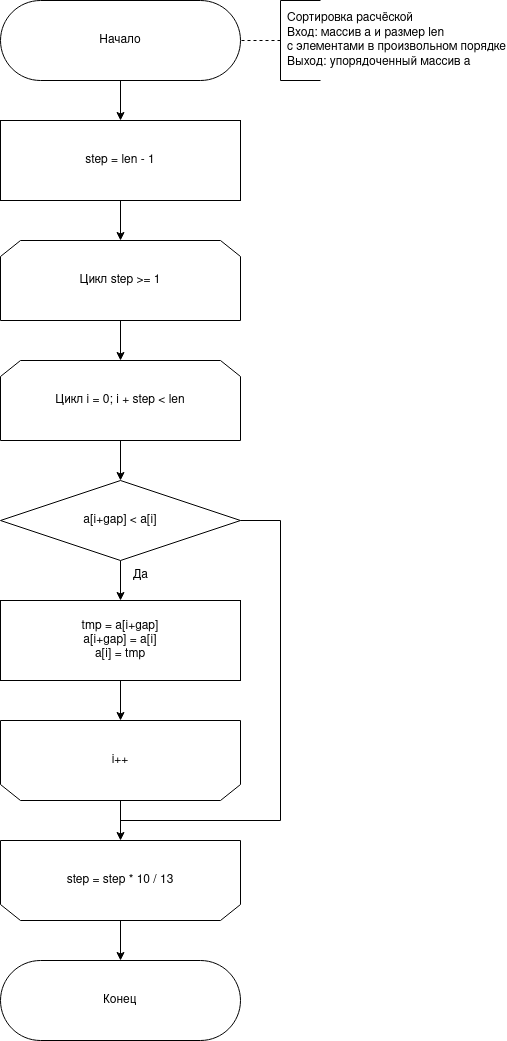 Начало
Сортировка расчёской
Вход: массив a и размер len
с элементами в произвольном порядке
Выход: упорядоченный массив a
step = len - 1
Цикл step >= 1
Цикл i = 0; i + step < len
a[i+gap] < a[i]
Да
tmp = a[i+gap]
a[i+gap] = a[i]
a[i] = tmp
i++
step = step * 10 / 13
Конец